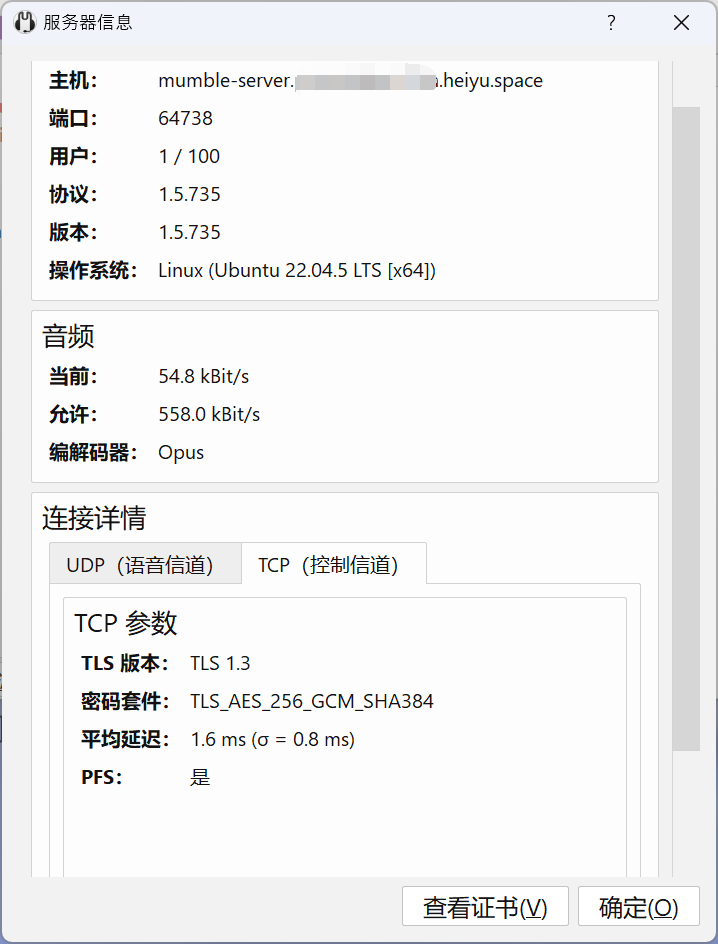 服务器信息
?
主机： mumble-server. .heiyu.space
端口： 64738
用户： 1 / 100
协议： 1.5.735
版本： 1.5.735
操作系统： Linux (Ubuntu 22.04.5 LTS [x64])
音频
当前： 54.8 kBit/s
允许： 558.0 kBit/s
编解码器： Opus
连接详情
UDP（语音信道） TCP（控制信道）
TCP 参数
TLS 版本： TLS 1.3
密码套件： TLS_AES_256_GCM_SHA384
平均延迟： 1.6 ms (σ = 0.8 ms)
PFS： 是
查看证书(V) 确定(O)